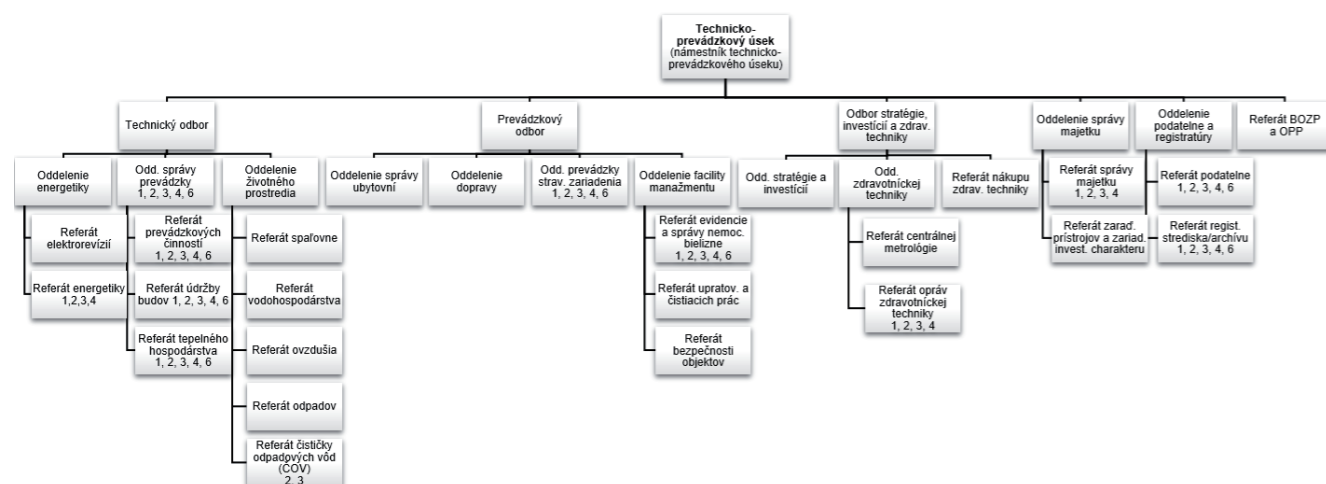 Technicko-
prevádzkový úsek
(námestník technicko-
prevádzkového úseku)
Technický odbor
Prevádzkový
odbor
Odbor stratégie,
investícií a zdrav.
techniky
Oddelenie správy
majetku
Oddelenie
podatelne a
registratúry
Referát BOZP
a OPP
Oddelenie
energetiky
Odd. správy
prevádzky
1, 2, 3, 4, 6
Oddelenie
životného
prostredia
Oddelenie správy
ubytovní
Oddelenie
dopravy
Odd. prevádzky
strav. zariadenia
1, 2, 3, 4, 6
Oddelenie facility
manažmentu
Odd. stratégie a
investícií
Odd.
zdravotníckej
techniky
Referát nákupu
zdrav. techniky
Referát správy
majetku
1, 2, 3, 4
Referát podatelne
1, 2, 3, 4, 6
Referát
elektrorevízií
Referát
prevádzkových
činností
1, 2, 3, 4, 6
Referát spaľovne
Referát evidencie
a správy nemoc.
bielizne
1, 2, 3, 4, 6
Referát centrálnej
metrológie
Referát zaraď.
prístrojov a zariad.
invest. charakteru
Referát regist.
strediska/archívu
1, 2, 3, 4, 6
Referát energetiky
1,2,3,4
Referát údržby
budov 1, 2, 3, 4, 6
Referát
vodohospodárstva
Referát upratov. a
čistiacich prác
Referát opráv
zdravotníckej
techniky
1, 2, 3, 4
Referát tepelného
hospodárstva
1, 2, 3, 4, 6
Referát ovzdušia
Referát
bezpečnosti
objektov
Referát odpadov
Referát čističky
odpadových vôd
(ČOV)
2, 3